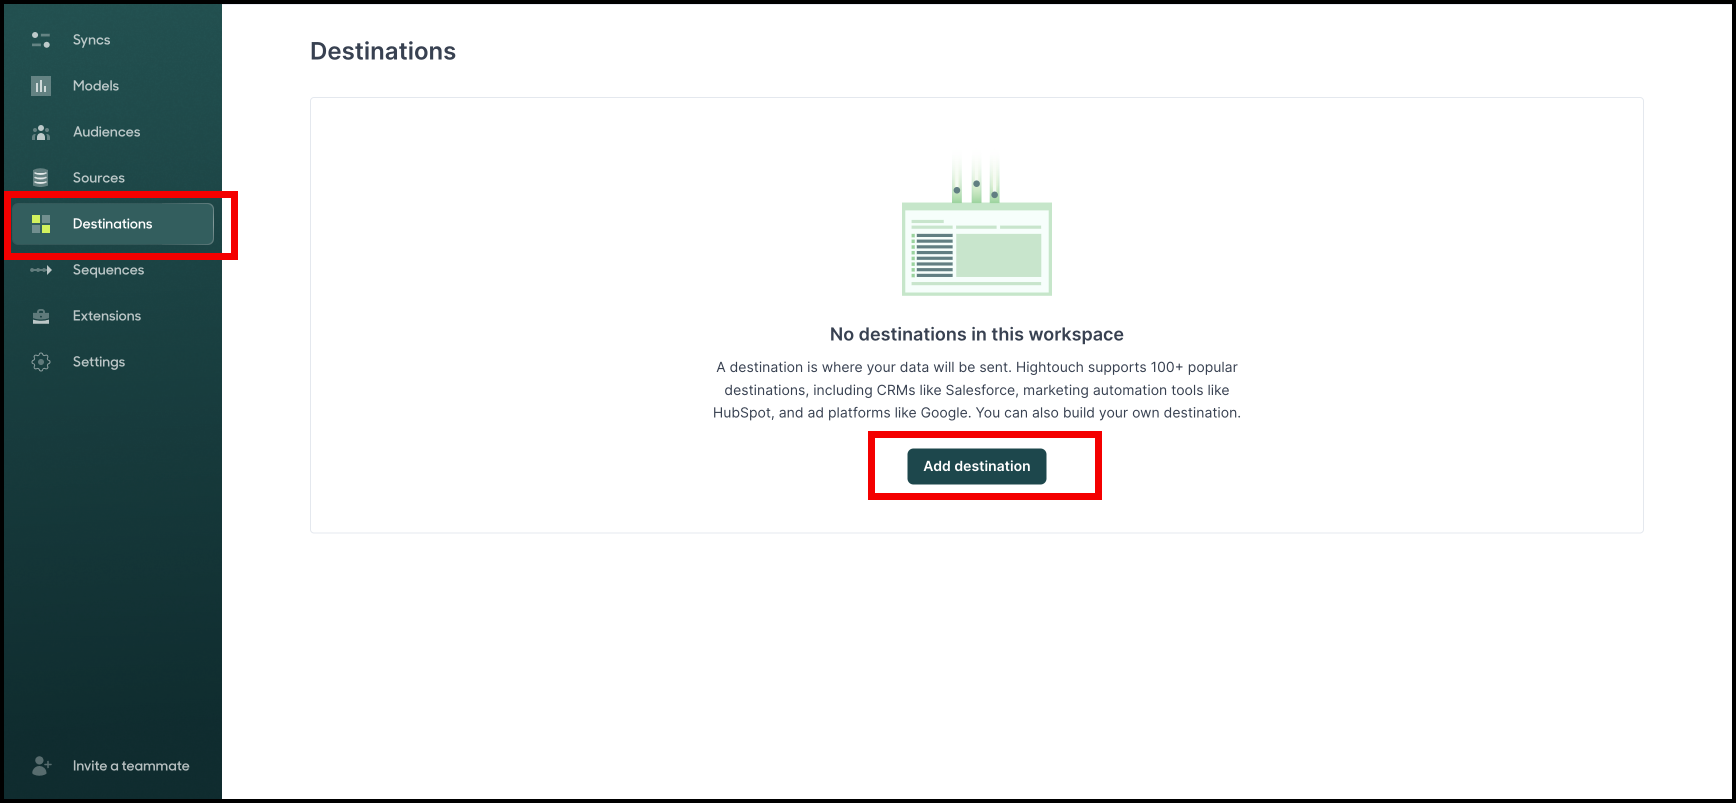 Syncs
Models
Audiences
Sources
Destinations
Sequences
Extensions
Settings
Invite a teammate
Destinations
No destinations in this workspace
A destination is where your data will be sent. Hightouch supports 100+ popular
destinations, including CRMs like Salesforce, marketing automation tools like
HubSpot, and ad platforms like Google. You can also build your own destination.
Add destination